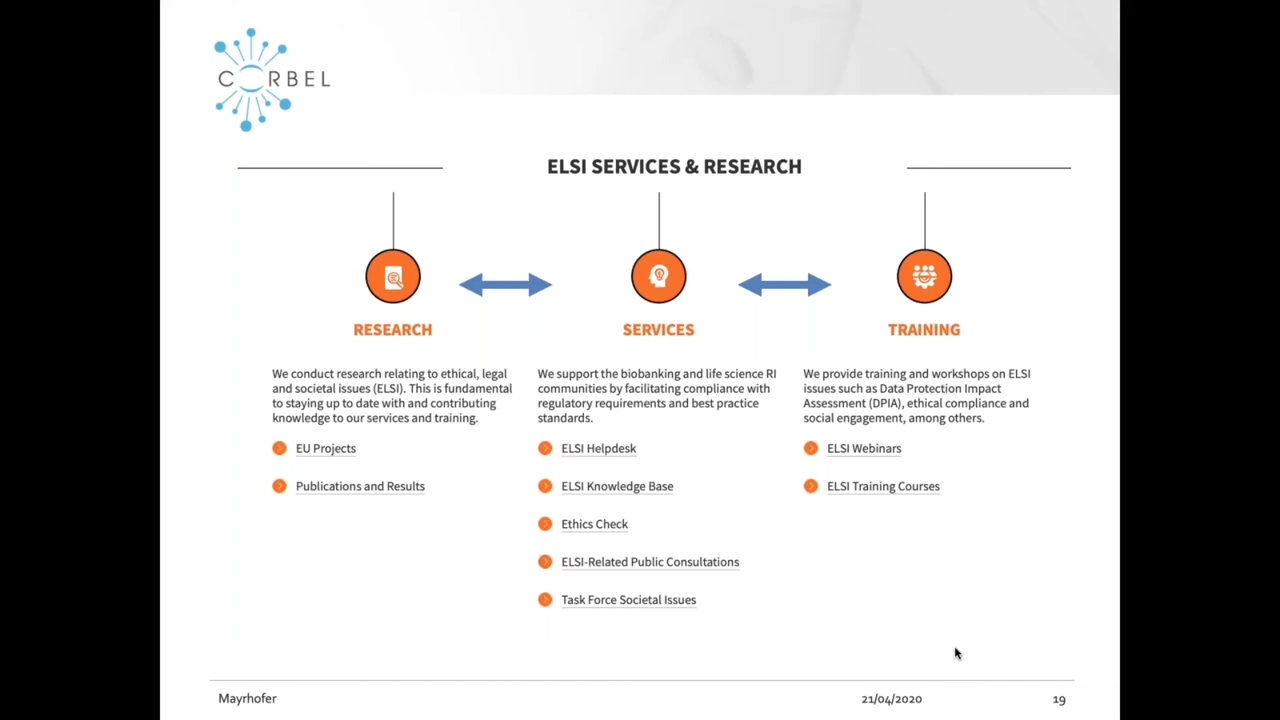 CORBEL
ELSI SERVICES & RESEARCH
RESEARCH
We conduct research relating to ethical, legal
and societal issues (ELSI). This is fundamental
to staying up to date with and contributing
knowledge to our services and training.
EU Projects
Publications and Results
SERVICES
We support the biobanking and life science RI
communities by facilitating compliance with
regulatory requirements and best practice
standards.
ELSI Helpdesk
ELSI Knowledge Base
Ethics Check
ELSI-Related Public Consultations
Task Force Societal Issues
TRAINING
We provide training and workshops on ELSI
issues such as Data Protection Impact
Assessment (DPIA), ethical compliance and
social engagement, among others.
ELSI Webinars
ELSI Training Courses
Mayrhofer
21/04/2020
19